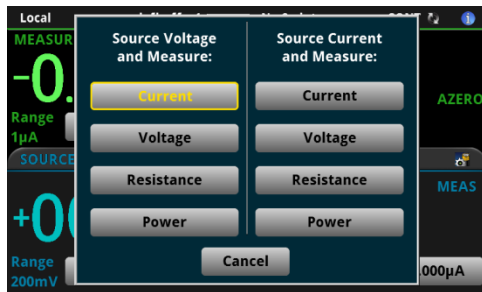 Local
MEASUR
-0.
AZERO
Range
1µA
SOURCE
MEAS
+0
Range
200mV
000µA
Source Voltage
and Measure:
Current
Voltage
Resistance
Power
Source Current
and Measure:
Current
Voltage
Resistance
Power
Cancel